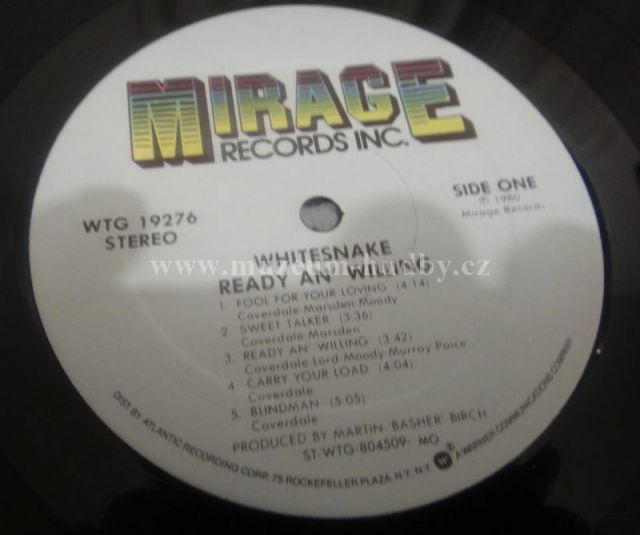 MIRAGE
RECORDS INC.
WTG 19276
STEREO
SIDE ONE
℗ 1980
Mirage Records
WHITESNAKE
READY AN' WILLING
www.muzeum-hudby.cz
1. FOOL FOR YOUR LOVING (4:14)
Coverdale-Marsden-Moody
2. SWEET TALKER (3:36)
Coverdale-Marsden
3. READY AN' WILLING (3:42)
Coverdale-Lord-Moody-Murray-Paice
4. CARRY YOUR LOAD (4:04)
Coverdale
5. BLINDMAN (5:05)
Coverdale
PRODUCED BY MARTIN 'BASHER' BIRCH
ST-WTG-804509- MO
DIST. BY ATLANTIC RECORDING CORP. 75 ROCKEFELLER PLAZA, N.Y., N.Y. ® A WARNER COMMUNICATIONS COMPANY